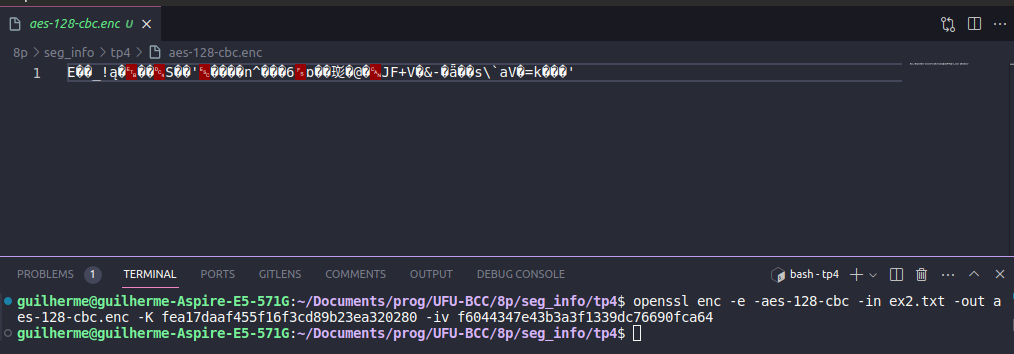 aes-128-cbc.enc U
8p > seg_info > tp4 > aes-128-cbc.enc
1 E��_!ą���S��'����n^���6p��琁�@�JF+V�&-�ǟ��s\`aV�=k���'
PROBLEMS 1 TERMINAL PORTS GITLENS COMMENTS OUTPUT DEBUG CONSOLE bash - tp4
guilherme@guilherme-Aspire-E5-571G:~/Documents/prog/UFU-BCC/8p/seg_info/tp4$ openssl enc -e -aes-128-cbc -in ex2.txt -out a
es-128-cbc.enc -K fea17daaf455f16f3cd89b23ea320280 -iv f6044347e43b3a3f1339dc76690fca64
guilherme@guilherme-Aspire-E5-571G:~/Documents/prog/UFU-BCC/8p/seg_info/tp4$